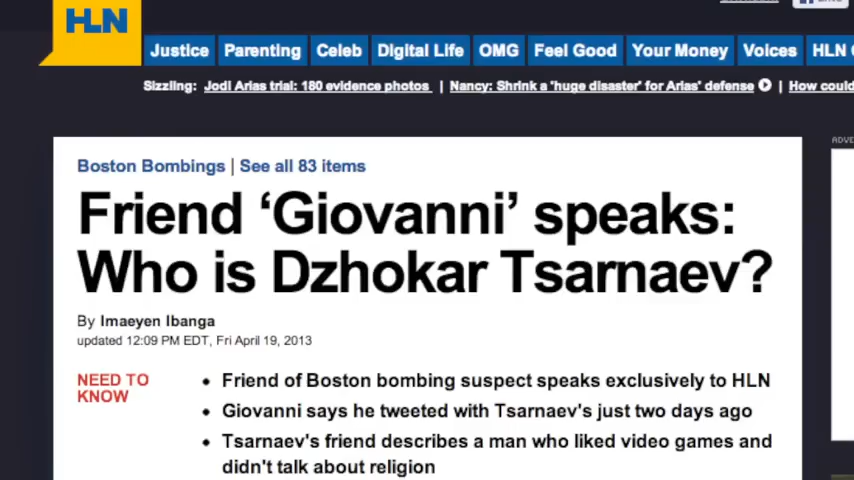 HLN
Justice Parenting Celeb Digital Life OMG Feel Good Your Money Voices HLN
Sizzling: Jodi Arias trial: 180 evidence photos | Nancy: Shrink a 'huge disaster' for Arias' defense | How could
Boston Bombings | See all 83 items
Friend ‘Giovanni’ speaks:
Who is Dzhokar Tsarnaev?
By Imaeyen Ibanga
updated 12:09 PM EDT, Fri April 19, 2013
NEED TO
KNOW
• Friend of Boston bombing suspect speaks exclusively to HLN
• Giovanni says he tweeted with Tsarnaev's just two days ago
• Tsarnaev's friend describes a man who liked video games and
didn't talk about religion